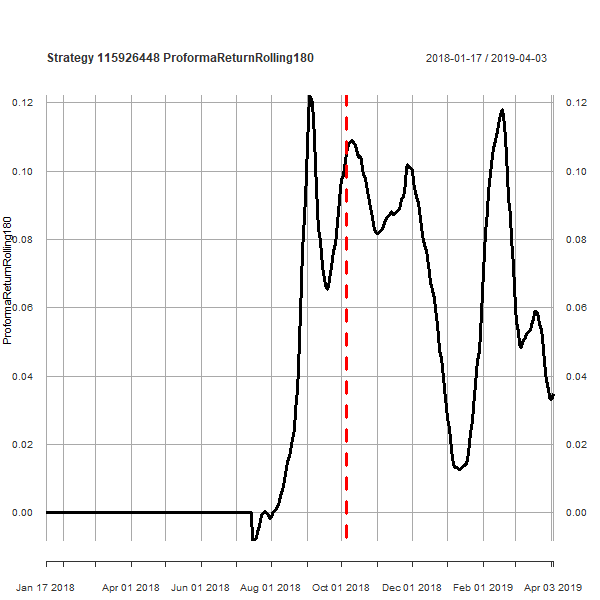 Strategy 115926448 ProformaReturnRolling180
2018-01-17 / 2019-04-03
0.12
0.12
0.10
0.10
0.08
0.08
ProformaReturnRolling180
0.06
0.06
0.04
0.04
0.02
0.02
0.00
0.00
Jan 17 2018
Apr 01 2018
Jun 01 2018
Aug 01 2018
Oct 01 2018
Dec 01 2018
Feb 01 2019
Apr 03 2019